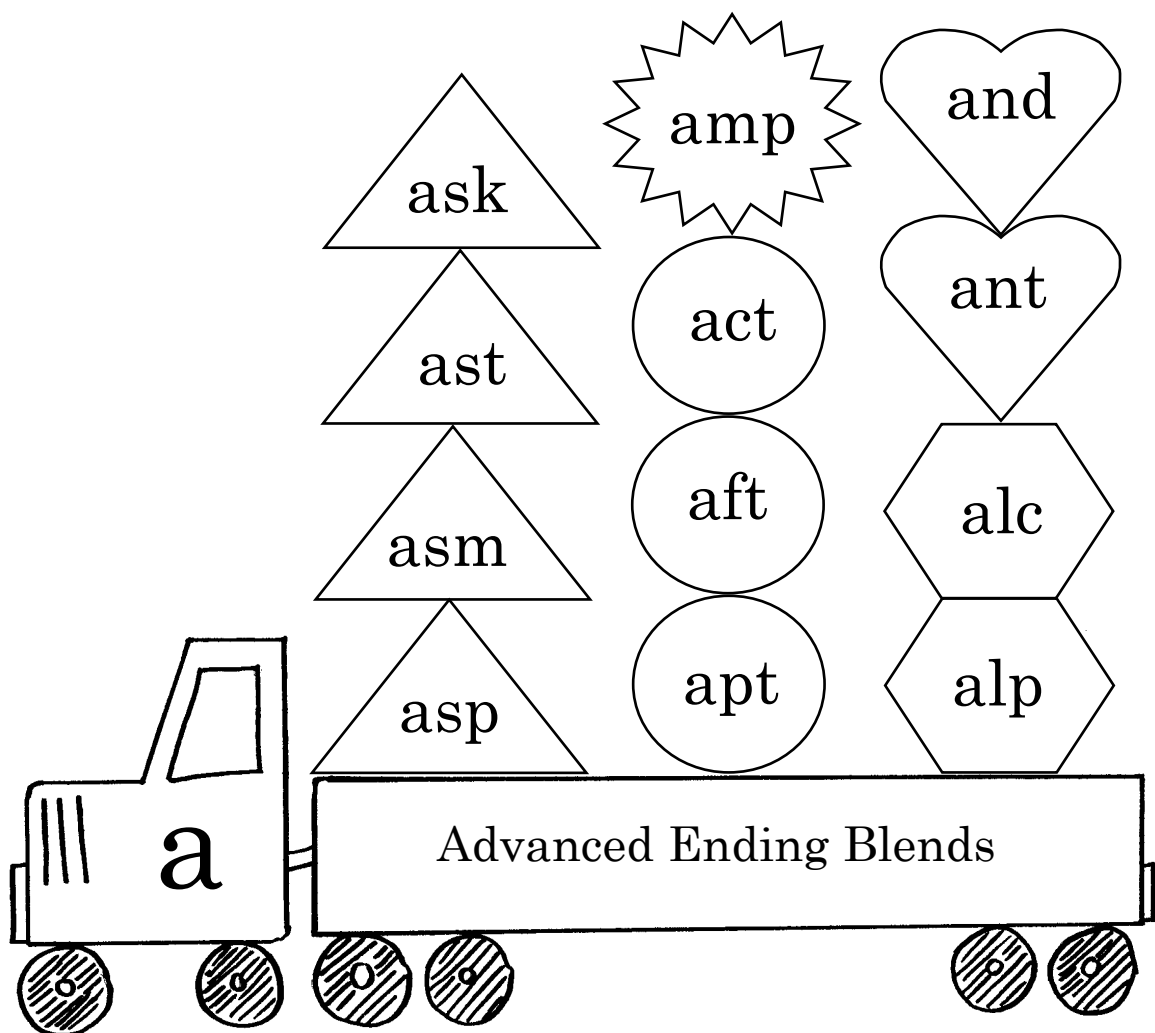 ask
ast
asm
asp
amp
act
aft
apt
and
ant
alc
alp
a
Advanced Ending Blends